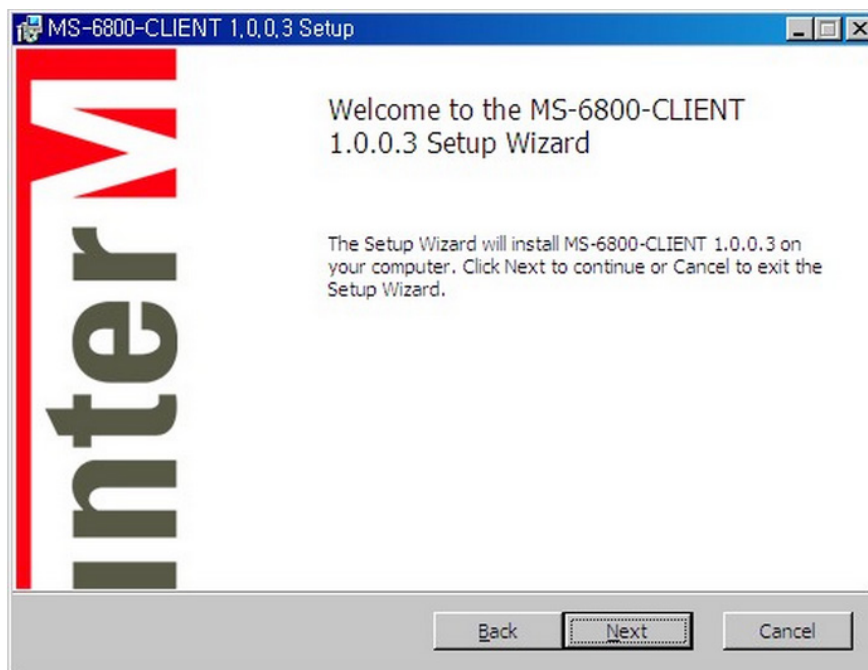 MS-6800-CLIENT 1.0.0.3 Setup
Welcome to the MS-6800-CLIENT
1.0.0.3 Setup Wizard
The Setup Wizard will install MS-6800-CLIENT 1.0.0.3 on
your computer. Click Next to continue or Cancel to exit the
Setup Wizard.
interM
Back
Next
Cancel